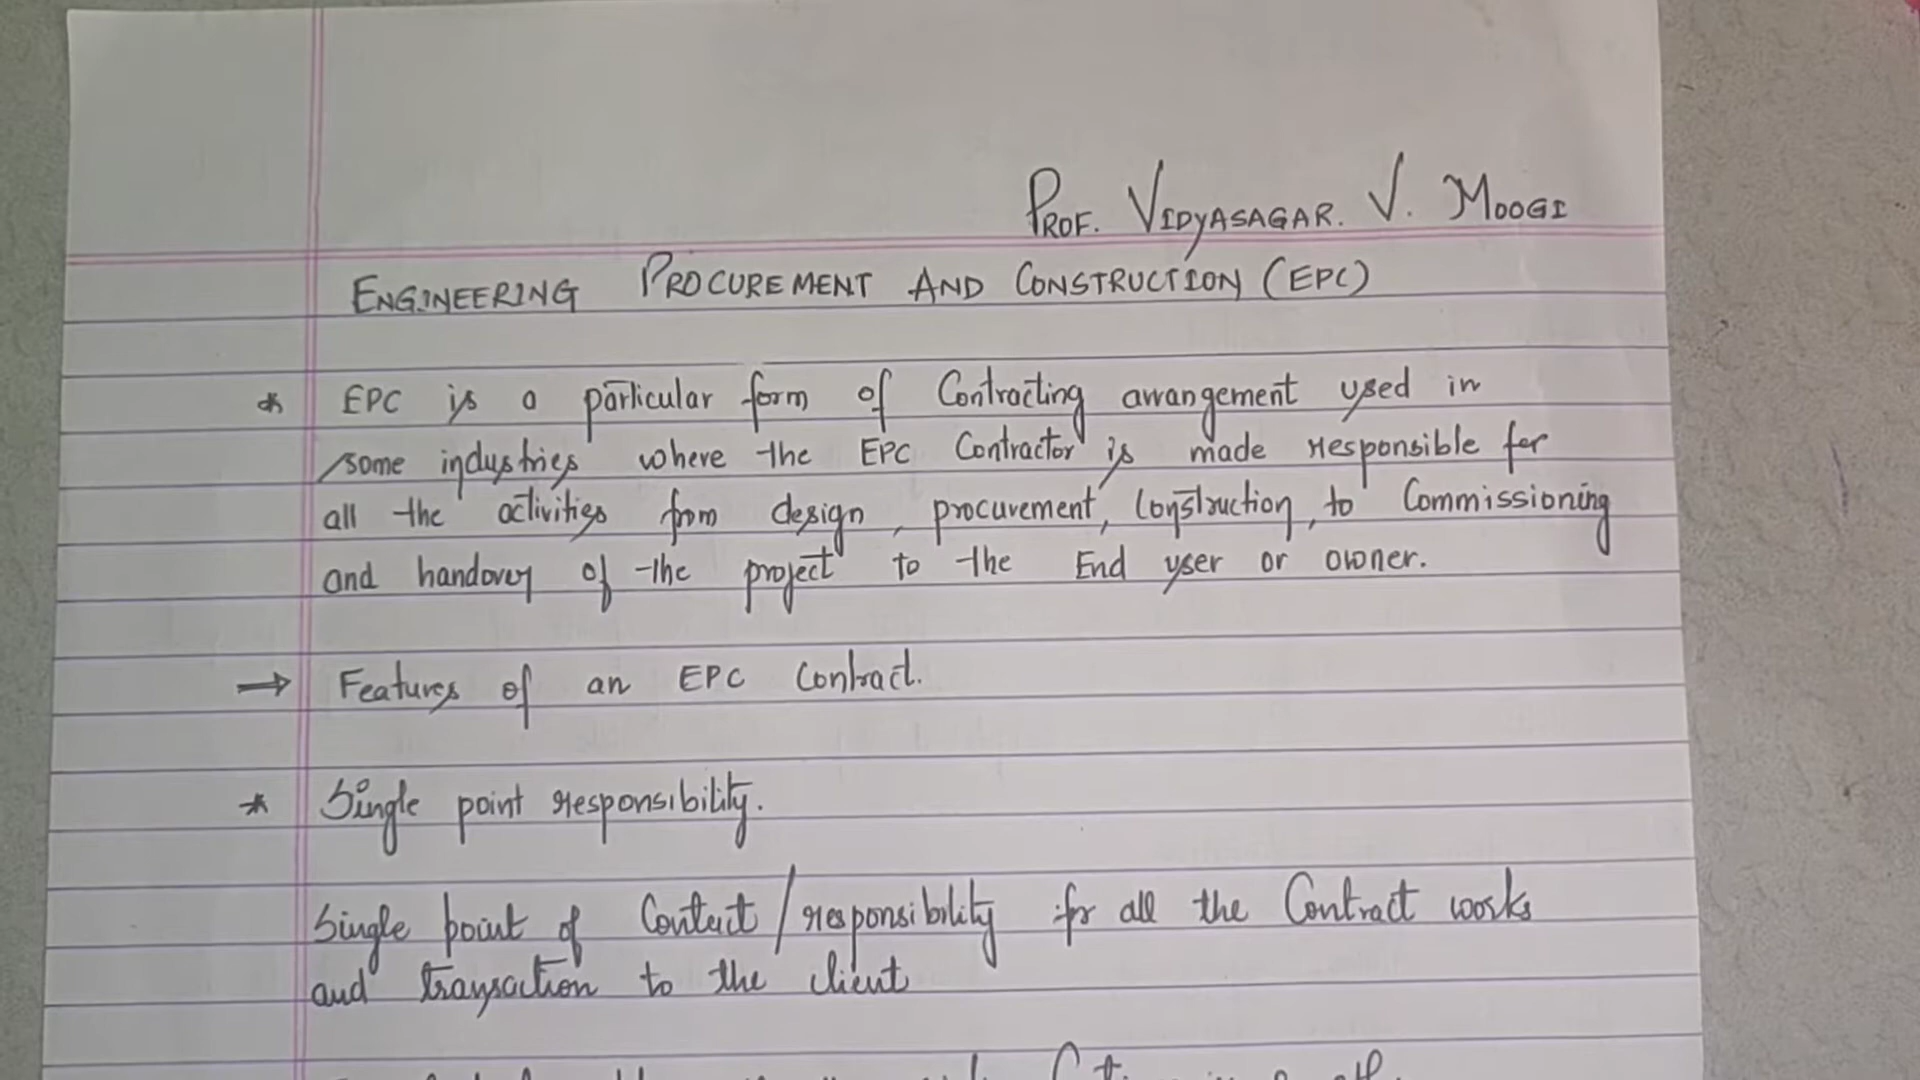 PROF. VIDYASAGAR. V. MOOGI
ENGINEERING PROCUREMENT AND CONSTRUCTION (EPC)
* EPC is a particular form of Contracting arrangement used in
some industries where the EPC Contractor is made responsible for
all the activities from design, procurement, Construction, to Commissioning
and handover of the project to the End user or owner.
→ Features of an EPC Contract.
* Single point responsibility.
Single point of Contact / responsibility for all the Contract works
and transaction to the client